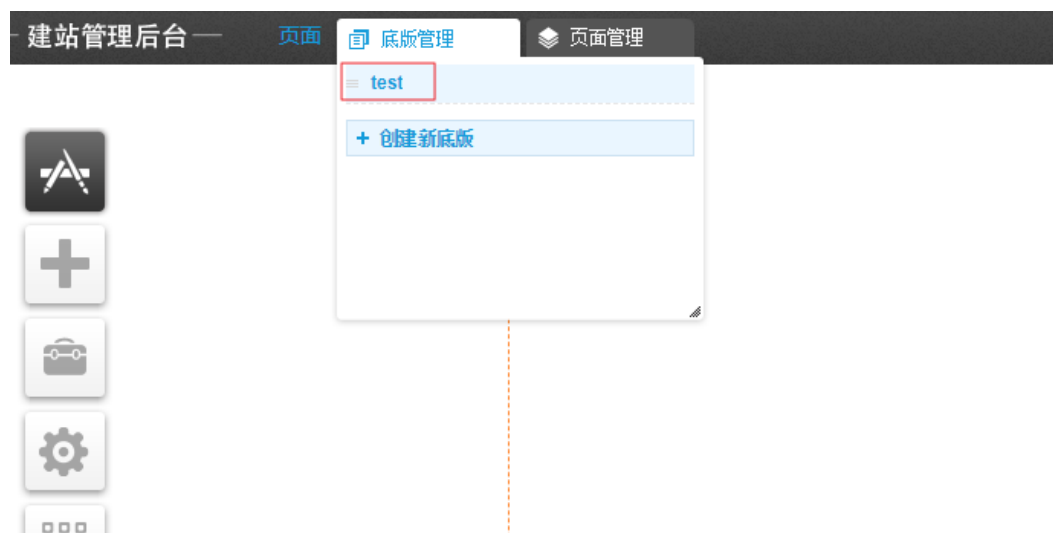 建站管理后台
页面
底版管理
页面管理
test
+ 创建新底版